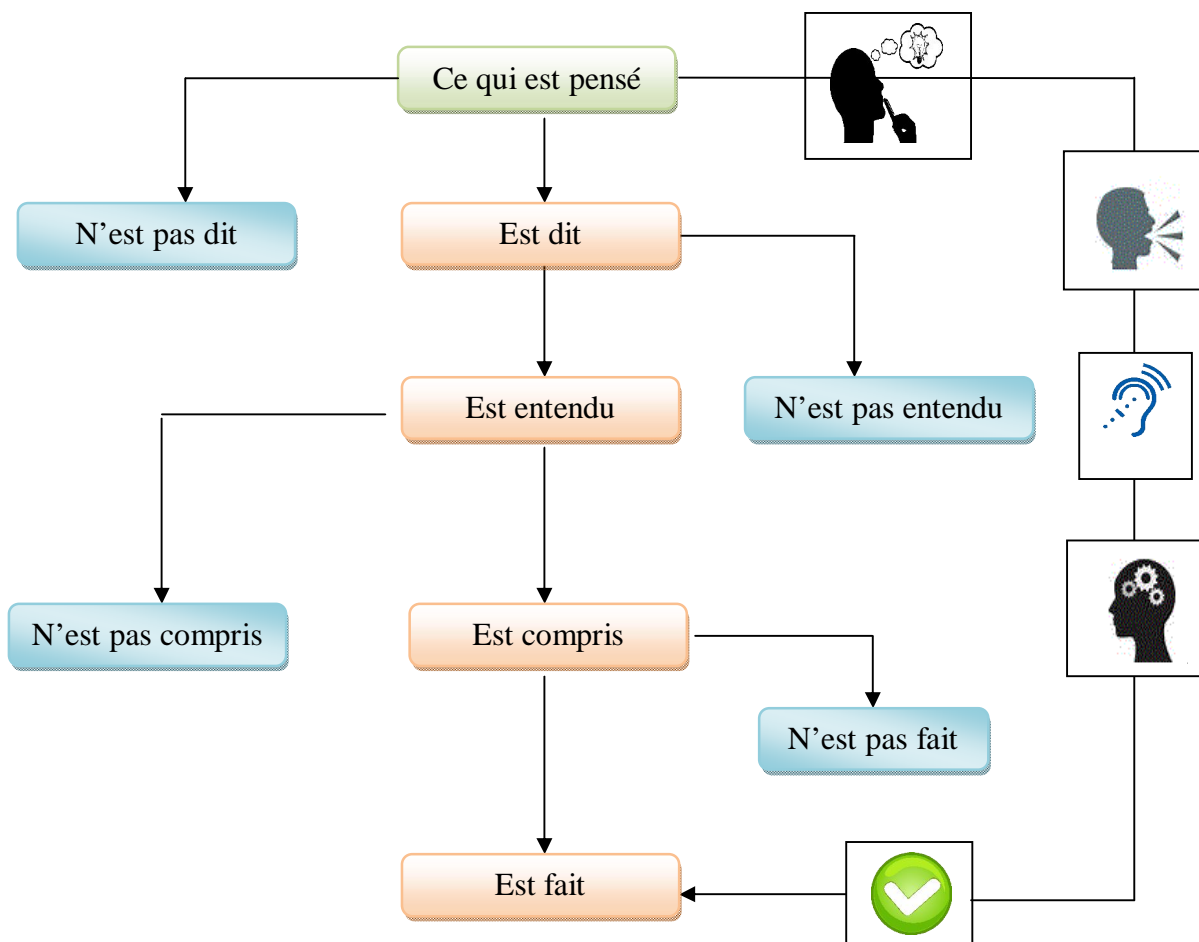 Ce qui est pensé
N’est pas dit
Est dit
Est entendu
N’est pas entendu
N’est pas compris
Est compris
N’est pas fait
Est fait